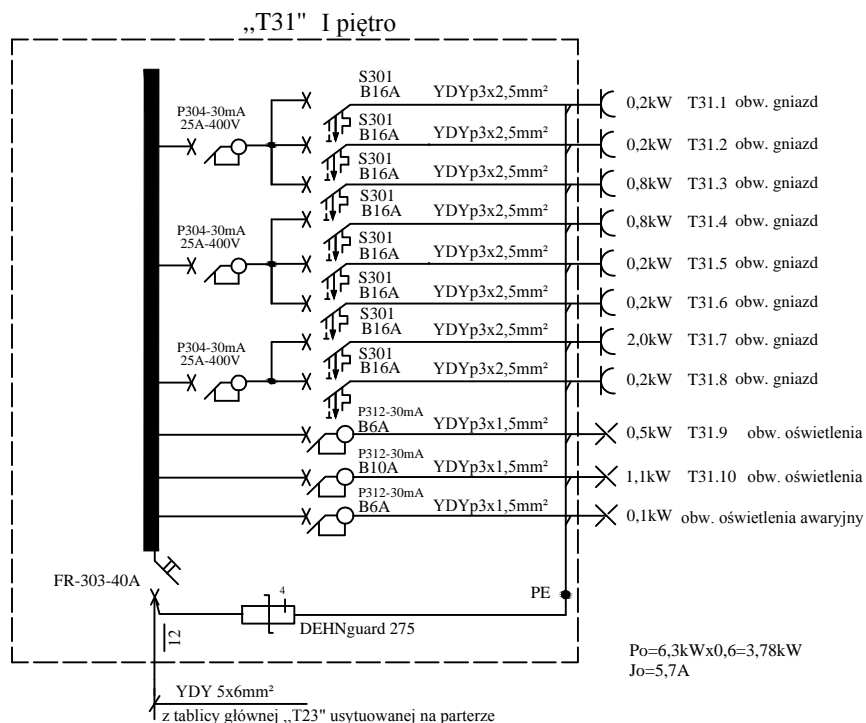 „T31" I piętro
S301
B16A YDYp3x2,5mm² 0,2kW T31.1 obw. gniazd
P304-30mA
25A-400V
S301
B16A YDYp3x2,5mm² 0,2kW T31.2 obw. gniazd
S301
B16A YDYp3x2,5mm² 0,8kW T31.3 obw. gniazd
S301
B16A YDYp3x2,5mm² 0,8kW T31.4 obw. gniazd
P304-30mA
25A-400V
S301
B16A YDYp3x2,5mm² 0,2kW T31.5 obw. gniazd
S301
B16A YDYp3x2,5mm² 0,2kW T31.6 obw. gniazd
S301
B16A YDYp3x2,5mm² 2,0kW T31.7 obw. gniazd
P304-30mA
25A-400V
S301
B16A YDYp3x2,5mm² 0,2kW T31.8 obw. gniazd
P312-30mA
B6A YDYp3x1,5mm² 0,5kW T31.9 obw. oświetlenia
P312-30mA
B10A YDYp3x1,5mm² 1,1kW T31.10 obw. oświetlenia
P312-30mA
B6A YDYp3x1,5mm² 0,1kW obw. oświetlenia awaryjny
FR-303-40A
4
PE
DEHNguard 275
12
Po=6,3kWx0,6=3,78kW
Jo=5,7A
YDY 5x6mm²
z tablicy głównej „T23" usytuowanej na parterze